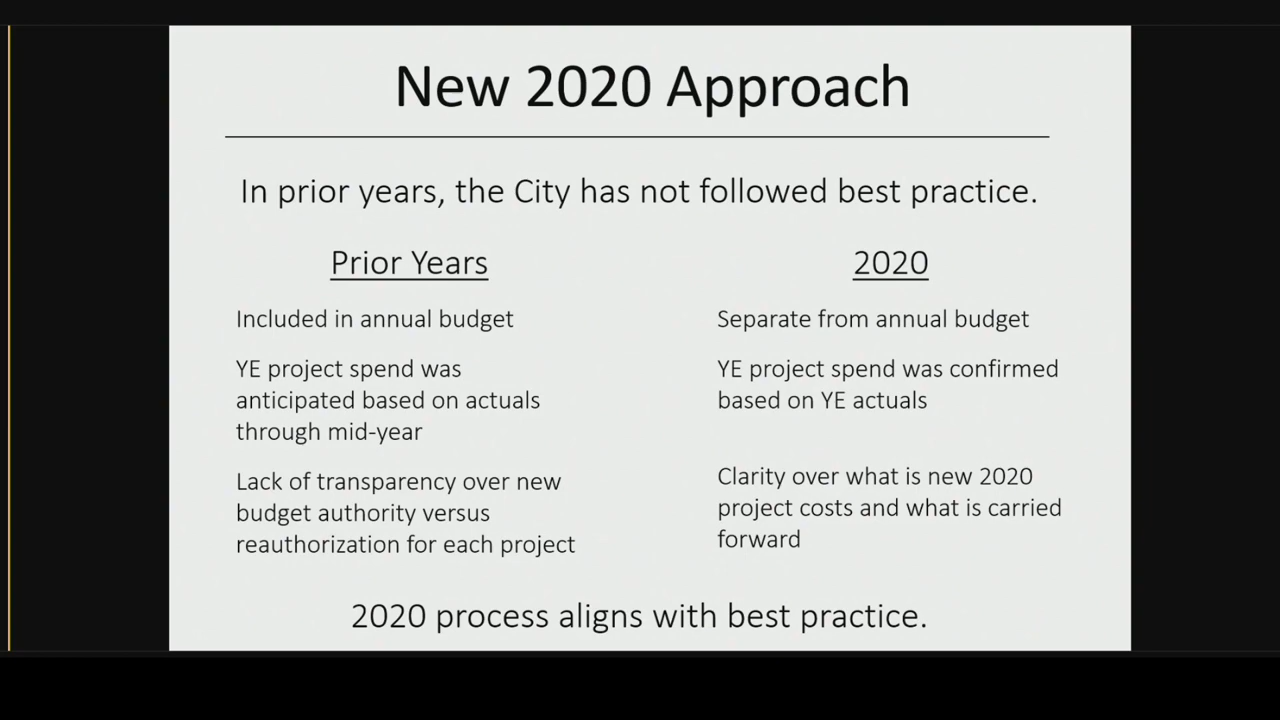 New 2020 Approach
In prior years, the City has not followed best practice.
Prior Years
Included in annual budget
YE project spend was
anticipated based on actuals
through mid-year
Lack of transparency over new
budget authority versus
reauthorization for each project
2020
Separate from annual budget
YE project spend was confirmed
based on YE actuals
Clarity over what is new 2020
project costs and what is carried
forward
2020 process aligns with best practice.